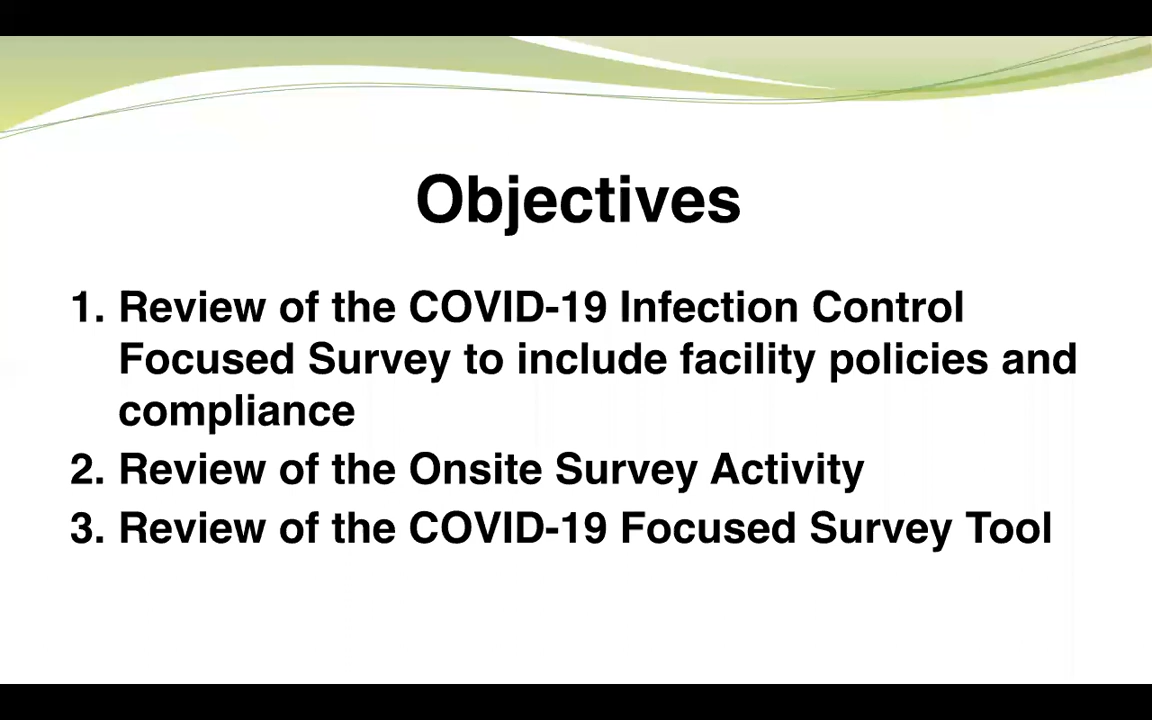 Objectives
1. Review of the COVID-19 Infection Control
Focused Survey to include facility policies and
compliance
2. Review of the Onsite Survey Activity
3. Review of the COVID-19 Focused Survey Tool